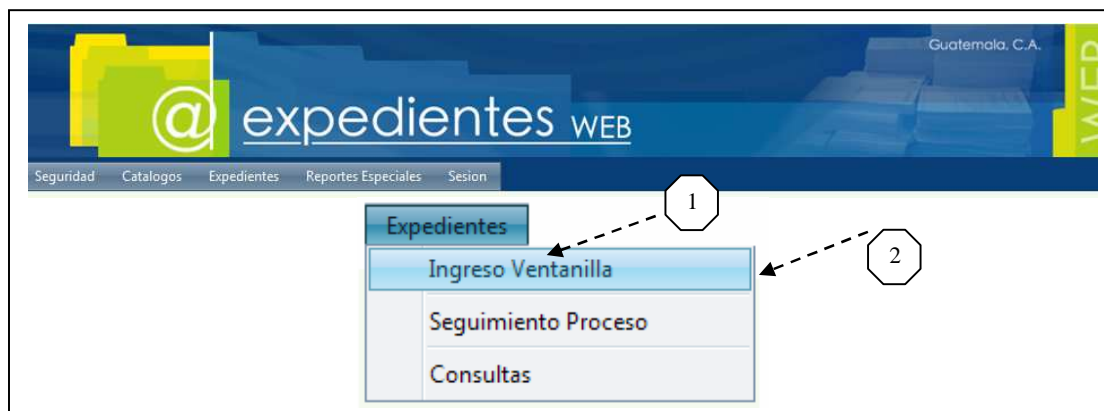 Guatemala, C.A.
WEB
@ expedientes WEB
Seguridad Catalogos Expedientes Reportes Especiales Sesion
1
Expedientes
2
Ingreso Ventanilla
Seguimiento Proceso
Consultas